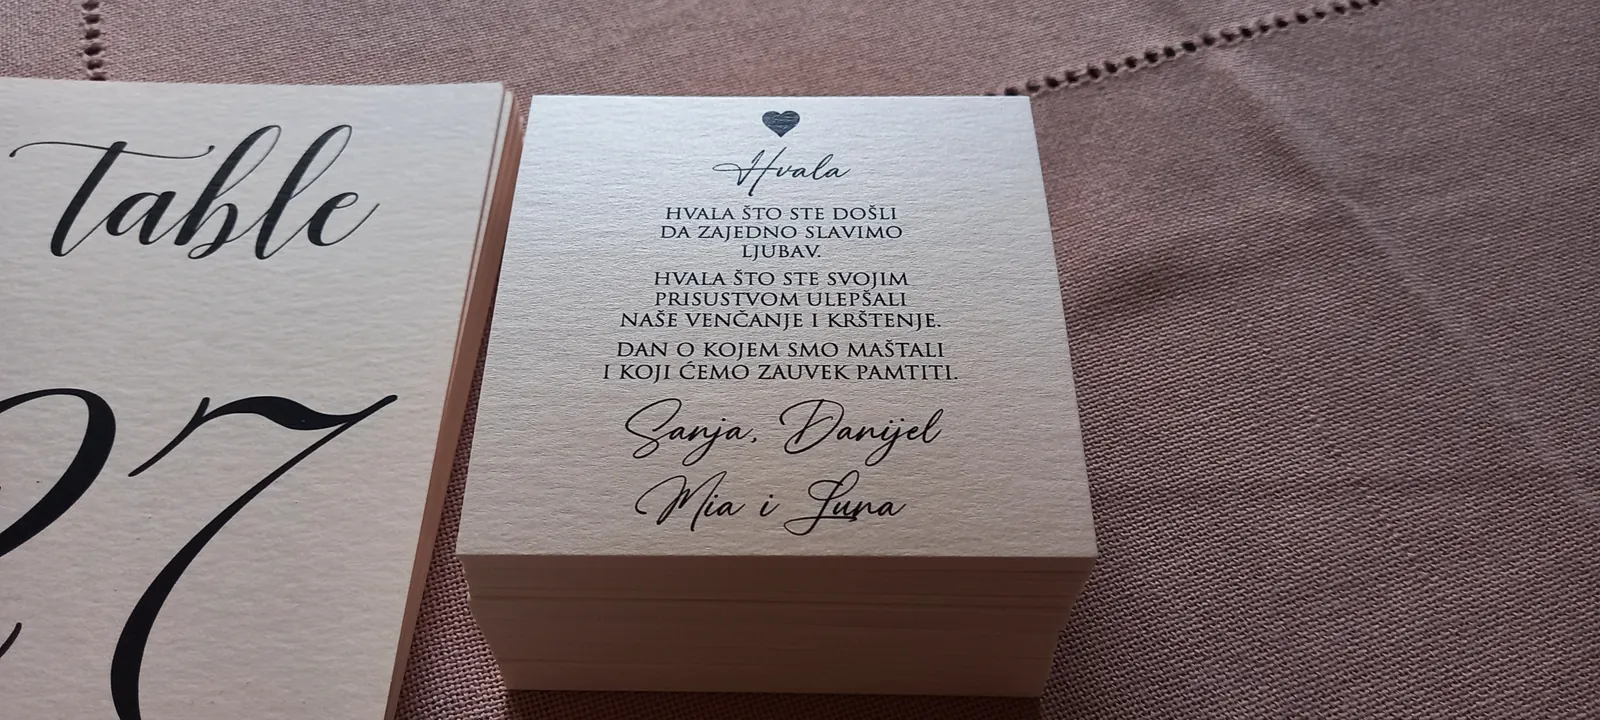 Table
27
Hvala
HVALA ŠTO STE DOŠLI
DA ZAJEDNO SLAVIMO
LJUBAV.
HVALA ŠTO STE SVOJIM
PRISUSTVOM ULEPŠALI
NAŠE VENČANJE I KRŠTENJE.
DAN O KOJEM SMO MAŠTALI
I KOJI ĆEMO ZAUVEK PAMTITI.
Sanja, Danijel
Mia i Luna